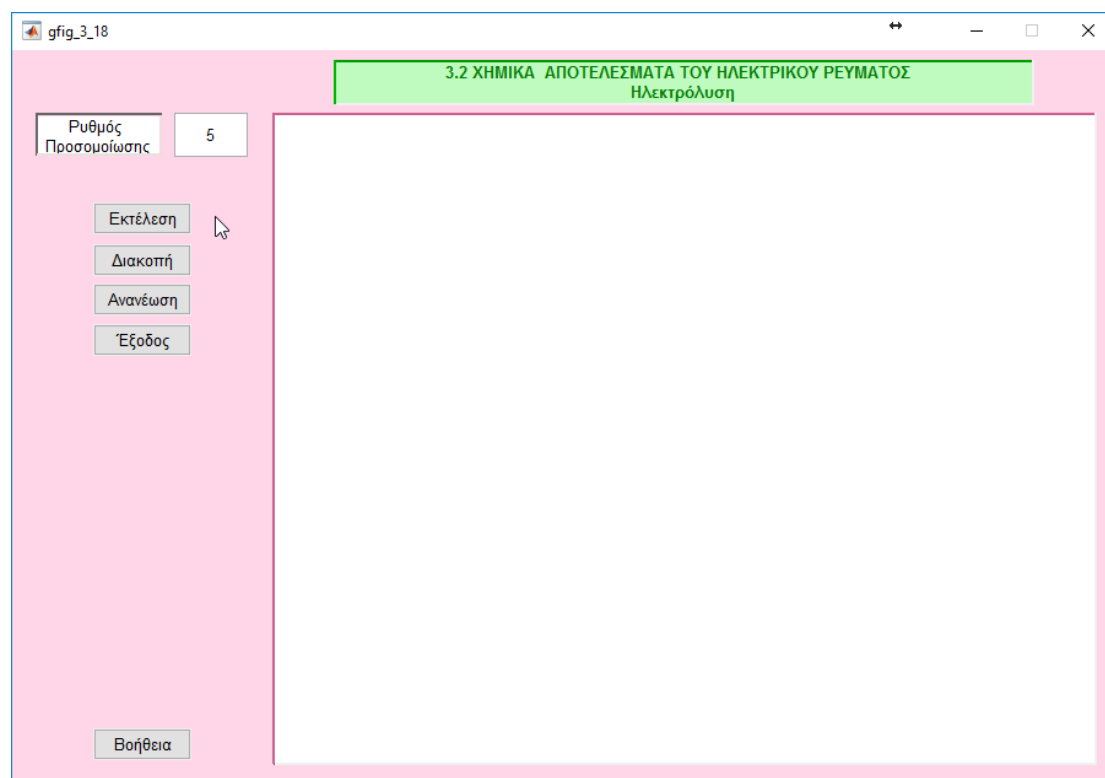 gfig_3_18
3.2 ΧΗΜΙΚΑ ΑΠΟΤΕΛΕΣΜΑΤΑ ΤΟΥ ΗΛΕΚΤΡΙΚΟΥ ΡΕΥΜΑΤΟΣ
Ηλεκτρόλυση
Ρυθμός
Προσομοίωσης
5
Εκτέλεση
Διακοπή
Ανανέωση
Έξοδος
Βοήθεια